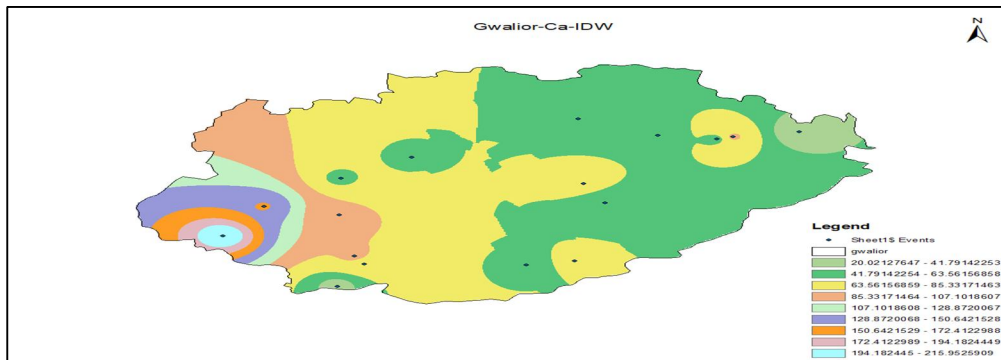 Gwalior-Ca-IDW
N
Legend
Sheet1$ Events
gwalior
20.02127647 - 41.79142253
41.79142254 - 63.56156858
63.56156859 - 85.33171463
85.33171464 - 107.1018607
107.1018608 - 128.8720067
128.8720068 - 150.6421528
150.6421529 - 172.4122988
172.4122989 - 194.1824449
194.182445 - 215.9525909